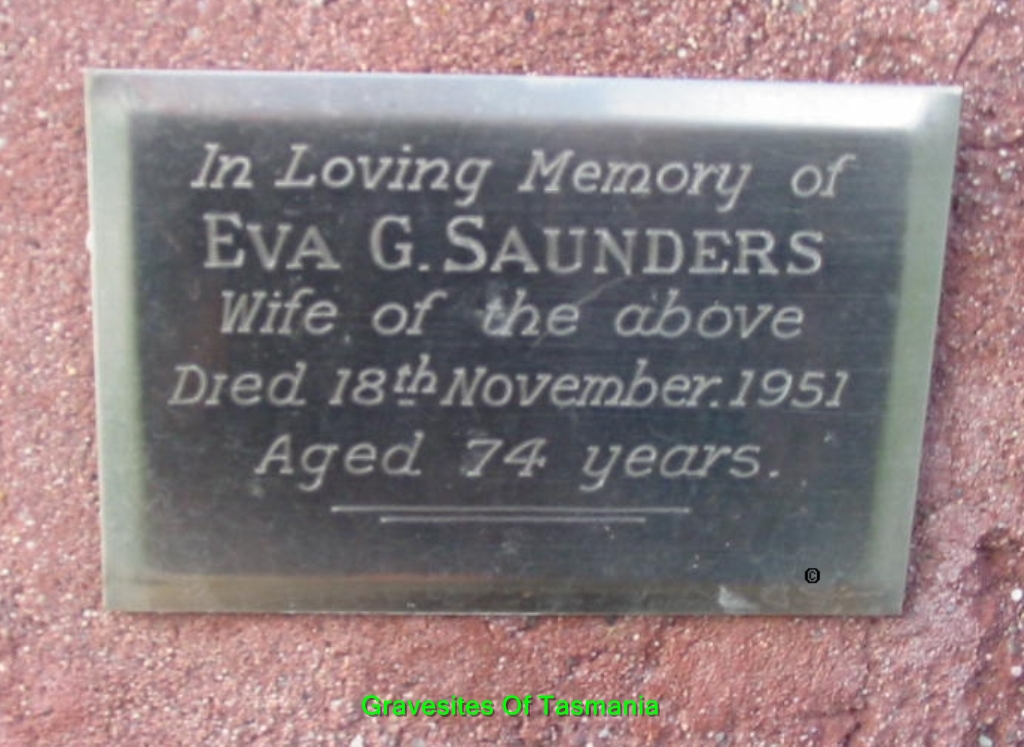 In Loving Memory of
EVA G. SAUNDERS
Wife of the above
Died 18th November. 1951
Aged 74 years.
©
Gravesites Of Tasmania